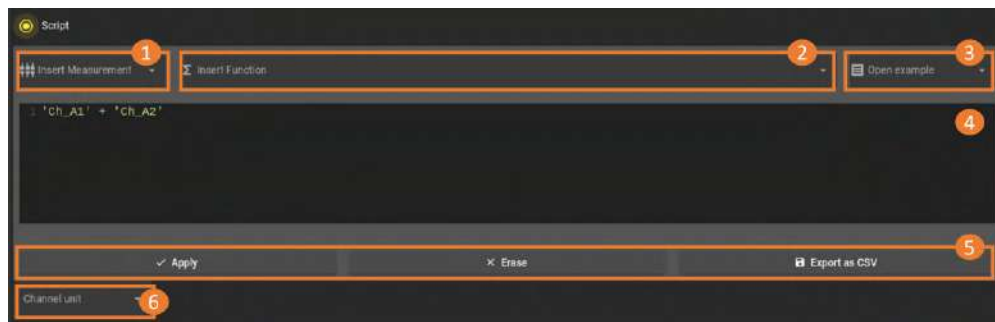 Script
1 2 3
Insert Measurement Σ Insert Function Open example
1 'Ch_A1' + 'Ch_A2'
4
5
✓ Apply × Erase Export as CSV
Channel unit 6